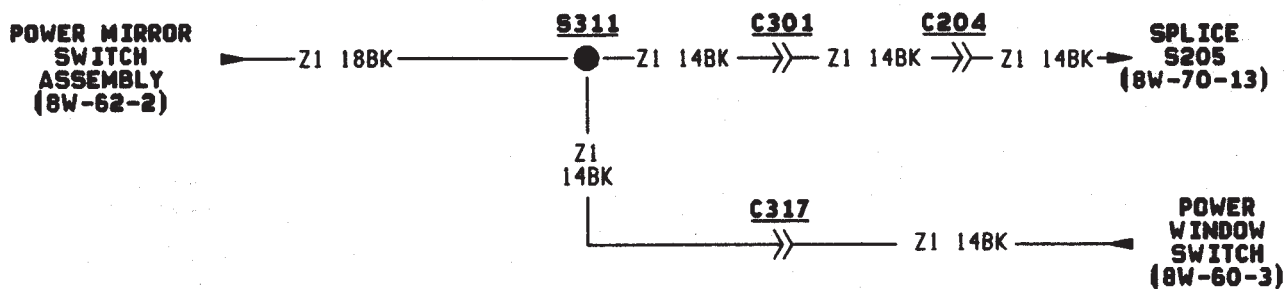 POWER MIRROR
SWITCH
ASSEMBLY
(8W-62-2)
Z1 18BK
S311
Z1 14BK
C301
Z1 14BK
C204
Z1 14BK
SPLICE
S205
(8W-70-13)
Z1
14BK
C317
Z1 14BK
POWER
WINDOW
SWITCH
(8W-60-3)